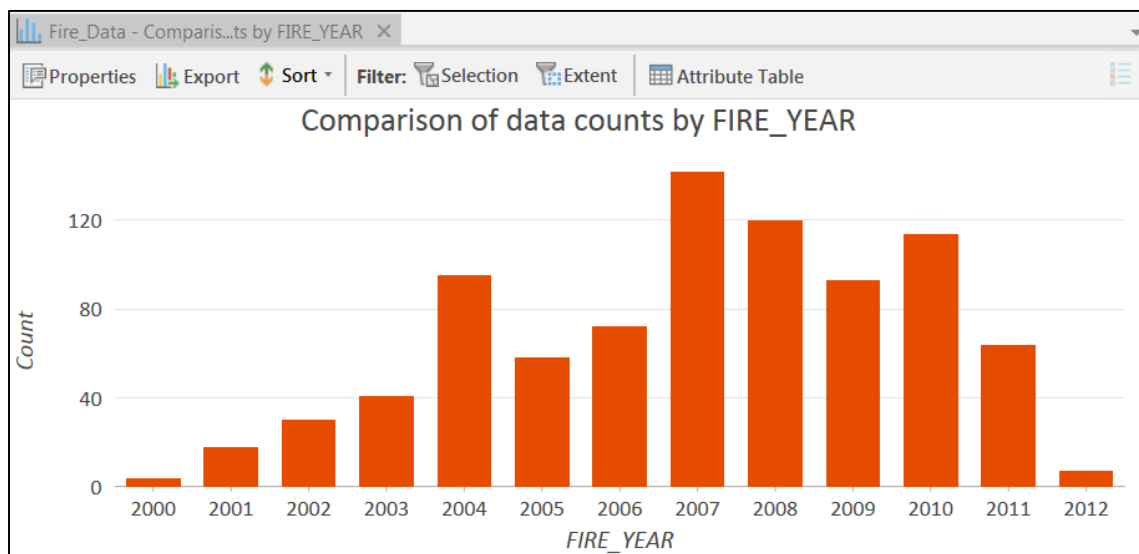 Fire_Data - Comparis...ts by FIRE_YEAR
Properties Export Sort Filter: Selection Extent Attribute Table
Comparison of data counts by FIRE_YEAR
120
80
40
0
Count
2000 2001 2002 2003 2004 2005 2006 2007 2008 2009 2010 2011 2012
FIRE_YEAR